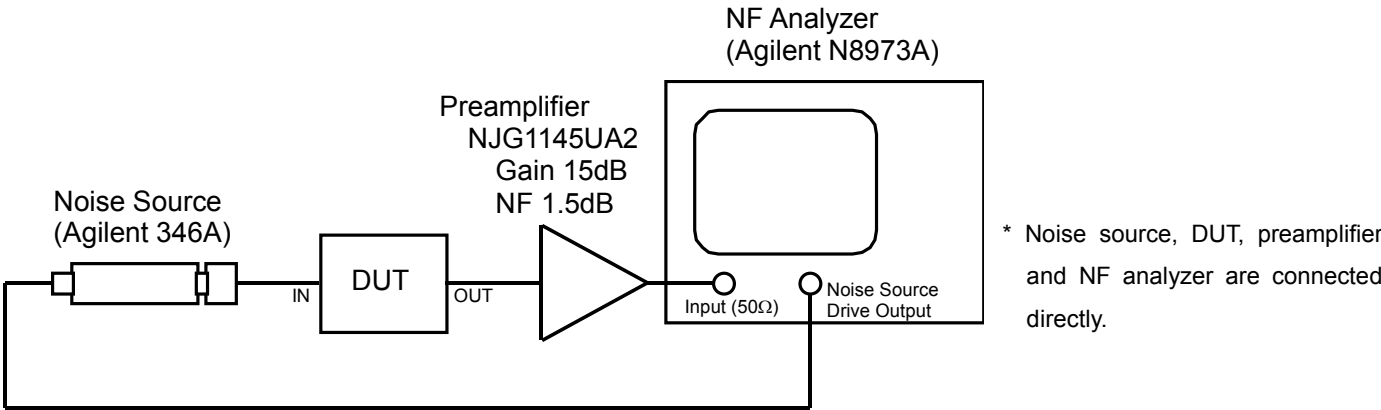 NF Analyzer
(Agilent N8973A)
Preamplifier
NJG1145UA2
Gain 15dB
NF 1.5dB
Noise Source
(Agilent 346A)
DUT
IN
OUT
Input (50Ω)
Noise Source
Drive Output
* Noise source, DUT, preamplifier
and NF analyzer are connected
directly.